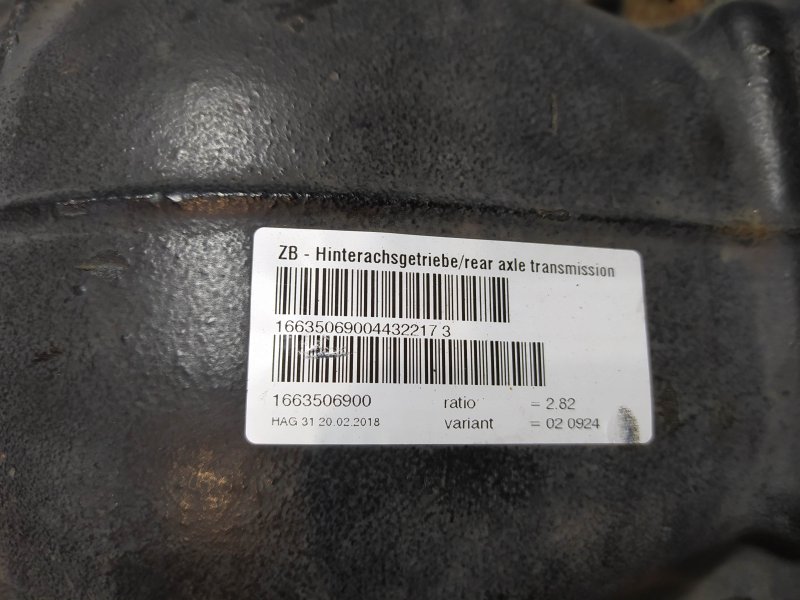 ZB - Hinterachsgetriebe/rear axle transmission
16635069004432217 3
1663506900 ratio = 2.82
HAG 31 20.02.2018 variant = 02 0924